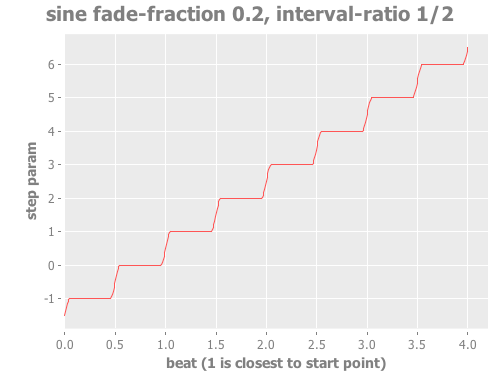 sine fade-fraction 0.2, interval-ratio 1/2
step param
6
5
4
3
2
1
0
-1
0.0 0.5 1.0 1.5 2.0 2.5 3.0 3.5 4.0
beat (1 is closest to start point)